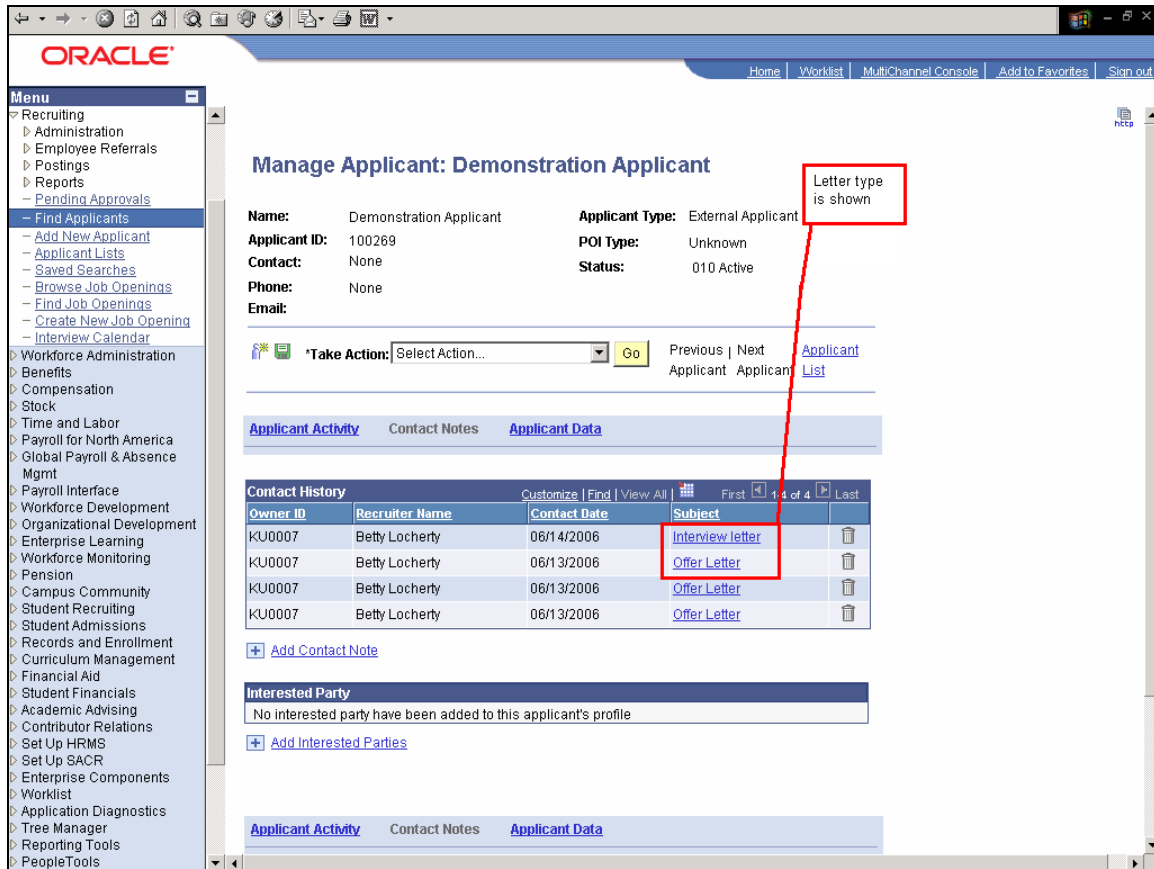 ORACLE'
Home | Worklist | MultiChannel Console | Add to Favorites | Sign out
Menu
Recruiting
Administration
Employee Referrals
Postings
Reports
– Pending Approvals
– Find Applicants
– Add New Applicant
– Applicant Lists
– Saved Searches
– Browse Job Openings
– Find Job Openings
– Create New Job Opening
– Interview Calendar
Workforce Administration
Benefits
Compensation
Stock
Time and Labor
Payroll for North America
Global Payroll & Absence
Mgmt
Payroll Interface
Workforce Development
Organizational Development
Enterprise Learning
Workforce Monitoring
Pension
Campus Community
Student Recruiting
Student Admissions
Records and Enrollment
Curriculum Management
Financial Aid
Student Financials
Academic Advising
Contributor Relations
Set Up HRMS
Set Up SACR
Enterprise Components
Worklist
Application Diagnostics
Tree Manager
Reporting Tools
PeopleTools
http
Manage Applicant: Demonstration Applicant
Letter type
is shown
Name: Demonstration Applicant Applicant Type: External Applicant
Applicant ID: 100269 POI Type: Unknown
Contact: None Status: 010 Active
Phone: None
Email:
*Take Action: Select Action... Go Previous | Next Applicant
Applicant Applicant List
Applicant Activity Contact Notes Applicant Data
Contact History Customize | Find | View All | First 1-4 of 4 Last
Owner ID Recruiter Name Contact Date Subject
KU0007 Betty Locherty 06/14/2006 Interview letter
KU0007 Betty Locherty 06/13/2006 Offer Letter
KU0007 Betty Locherty 06/13/2006 Offer Letter
KU0007 Betty Locherty 06/13/2006 Offer Letter
+ Add Contact Note
Interested Party
No interested party have been added to this applicant's profile
+ Add Interested Parties
Applicant Activity Contact Notes Applicant Data